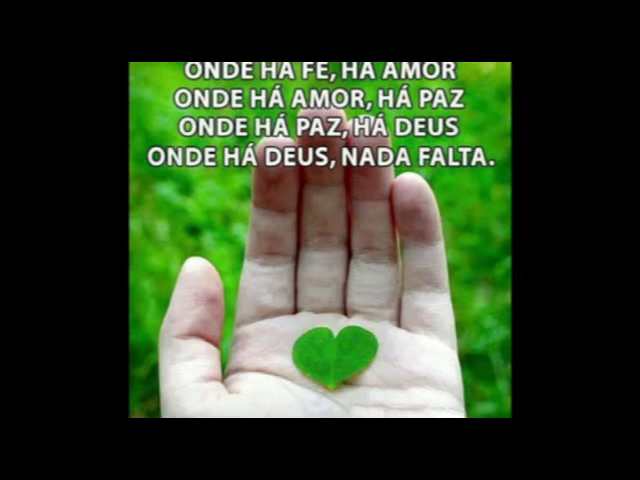 ONDE HÁ FÉ, HÁ AMOR
ONDE HÁ AMOR, HÁ PAZ
ONDE HÁ PAZ, HÁ DEUS
ONDE HÁ DEUS, NADA FALTA.